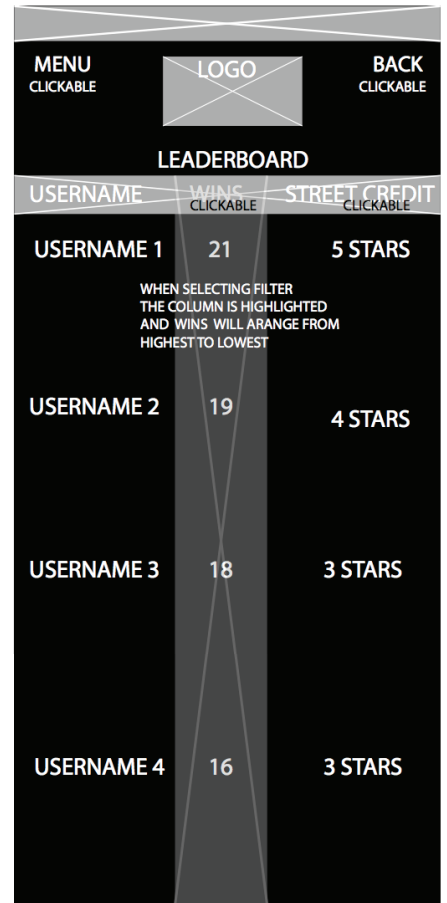 MENU LOGO BACK
CLICKABLE CLICKABLE
LEADERBOARD
USERNAME WINS STREET CREDIT
CLICKABLE CLICKABLE
USERNAME 1 21 5 STARS
WHEN SELECTING FILTER
THE COLUMN IS HIGHLIGHTED
AND WINS WILL ARANGE FROM
HIGHEST TO LOWEST
USERNAME 2 19 4 STARS
USERNAME 3 18 3 STARS
USERNAME 4 16 3 STARS